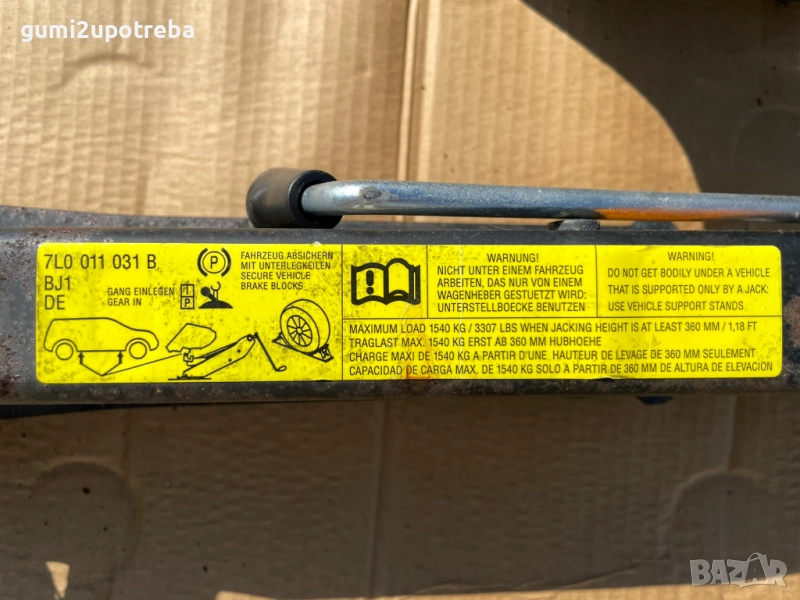 gumi2upotreba
7L0 011 031 B
BJ1
DE
GANG EINLEGEN
GEAR IN
P
(P)
FAHRZEUG ABSICHERN
MIT UNTERLEGKEILEN
SECURE VEHICLE
BRAKE BLOCKS
WARNUNG!
NICHT UNTER EINEM FAHRZEUG
ARBEITEN, DAS NUR VON EINEM
WAGENHEBER GESTUETZT WIRD:
UNTERSTELLBOECKE BENUTZEN
WARNING!
DO NOT GET BODILY UNDER A VEHICLE
THAT IS SUPPORTED ONLY BY A JACK:
USE VEHICLE SUPPORT STANDS.
MAXIMUM LOAD 1540 KG / 3307 LBS WHEN JACKING HEIGHT IS AT LEAST 360 MM / 1,18 FT
TRAGLAST MAX. 1540 KG ERST AB 360 MM HUBHOEHE
CHARGE MAXI DE 1540 KG A PARTIR D'UNE. HAUTEUR DE LEVAGE DE 360 MM SEULEMENT
CAPACIDAD DE CARGA MAX. DE 1540 KG SOLO A PARTIR DE 360 MM DE ALTURA DE ELEVACION
BAZAR